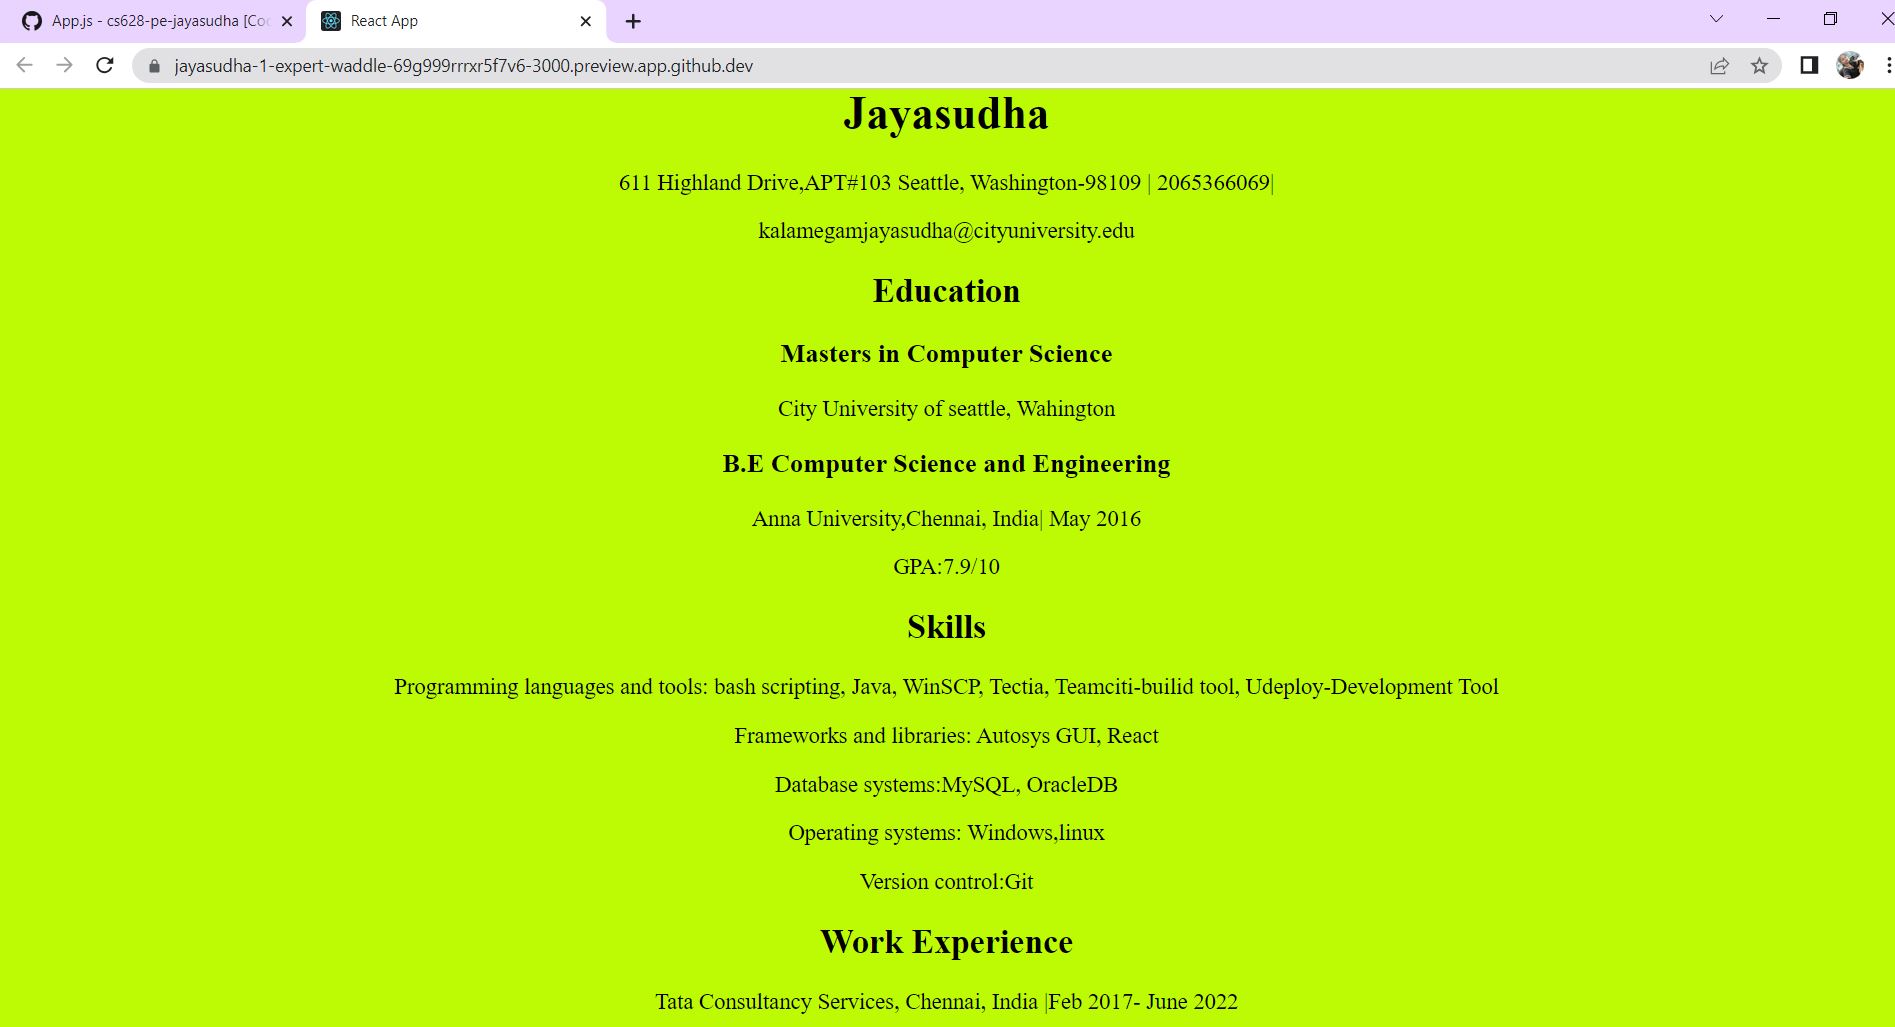 App.js - cs628-pe-jayasudha [Co
React App
jayasudha-1-expert-waddle-69g999rrrxr5f7v6-3000.preview.app.github.dev
Jayasudha
611 Highland Drive,APT#103 Seattle, Washington-98109 | 2065366069|
kalamegamjayasudha@cityuniversity.edu
Education
Masters in Computer Science
City University of seattle, Wahington
B.E Computer Science and Engineering
Anna University,Chennai, India| May 2016
GPA:7.9/10
Skills
Programming languages and tools: bash scripting, Java, WinSCP, Tectia, Teamciti-builid tool, Udeploy-Development Tool
Frameworks and libraries: Autosys GUI, React
Database systems:MySQL, OracleDB
Operating systems: Windows,linux
Version control:Git
Work Experience
Tata Consultancy Services, Chennai, India |Feb 2017- June 2022